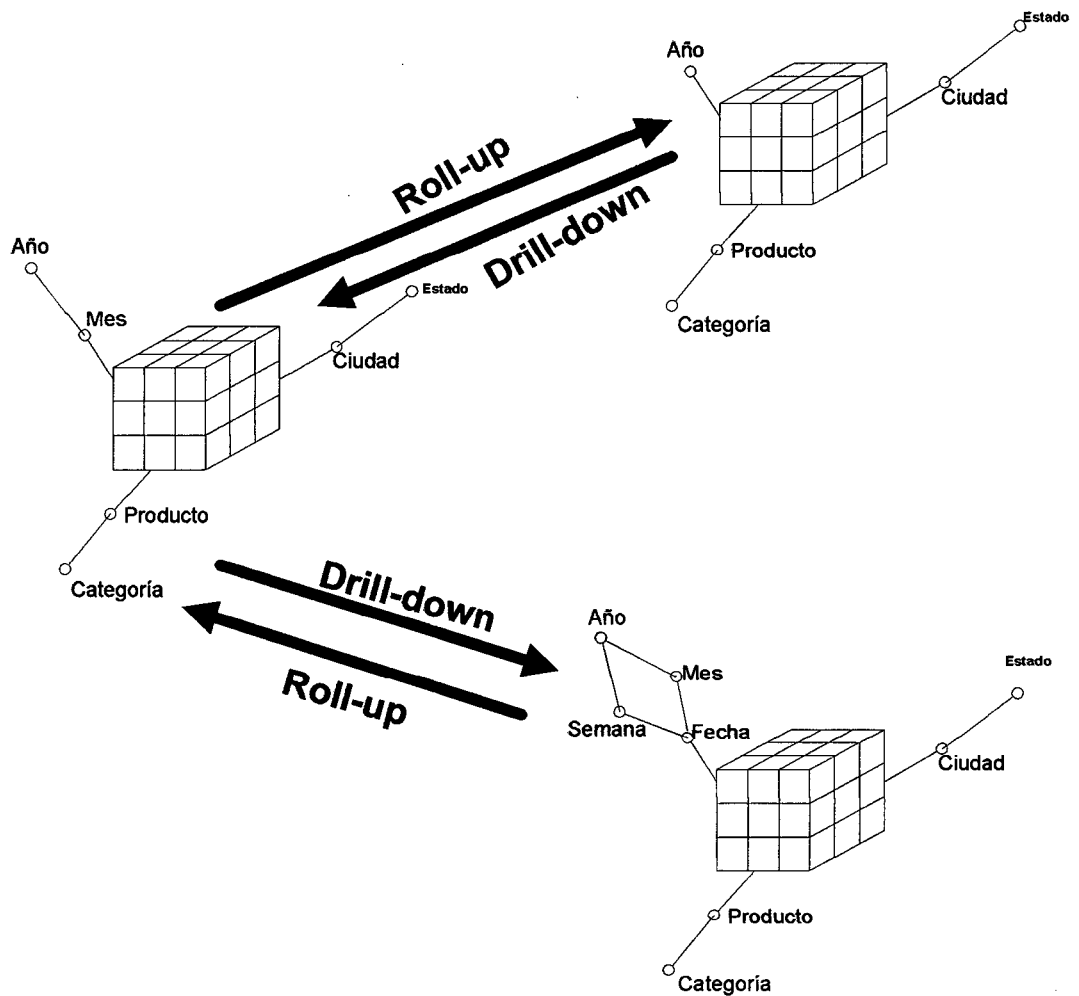 Estado
Año
Ciudad
Roll-up
Drill-down
Producto
Categoría
Año
Estado
Mes
Ciudad
Producto
Categoría
Drill-down
Roll-up
Año
Estado
Mes
Semana
Fecha
Ciudad
Producto
Categoría